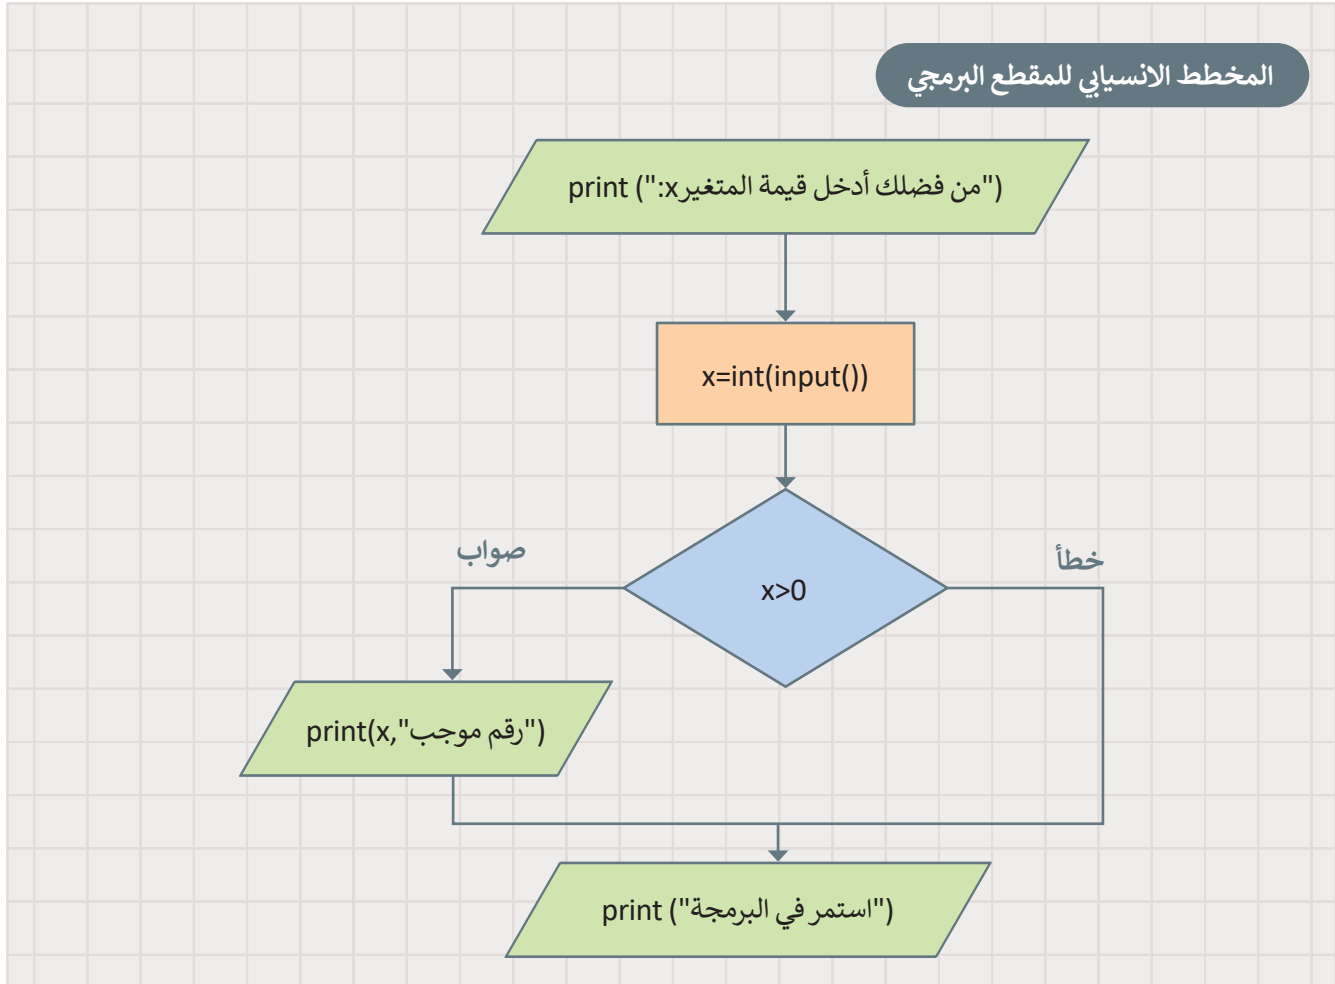 المخطط الانسيابي للمقطع البرمجي
print ("من فضلك أدخل قيمة المتغيرx:")
x=int(input())
صواب
خطأ
x>0
print(x,"رقم موجب")
print ("استمر في البرمجة")